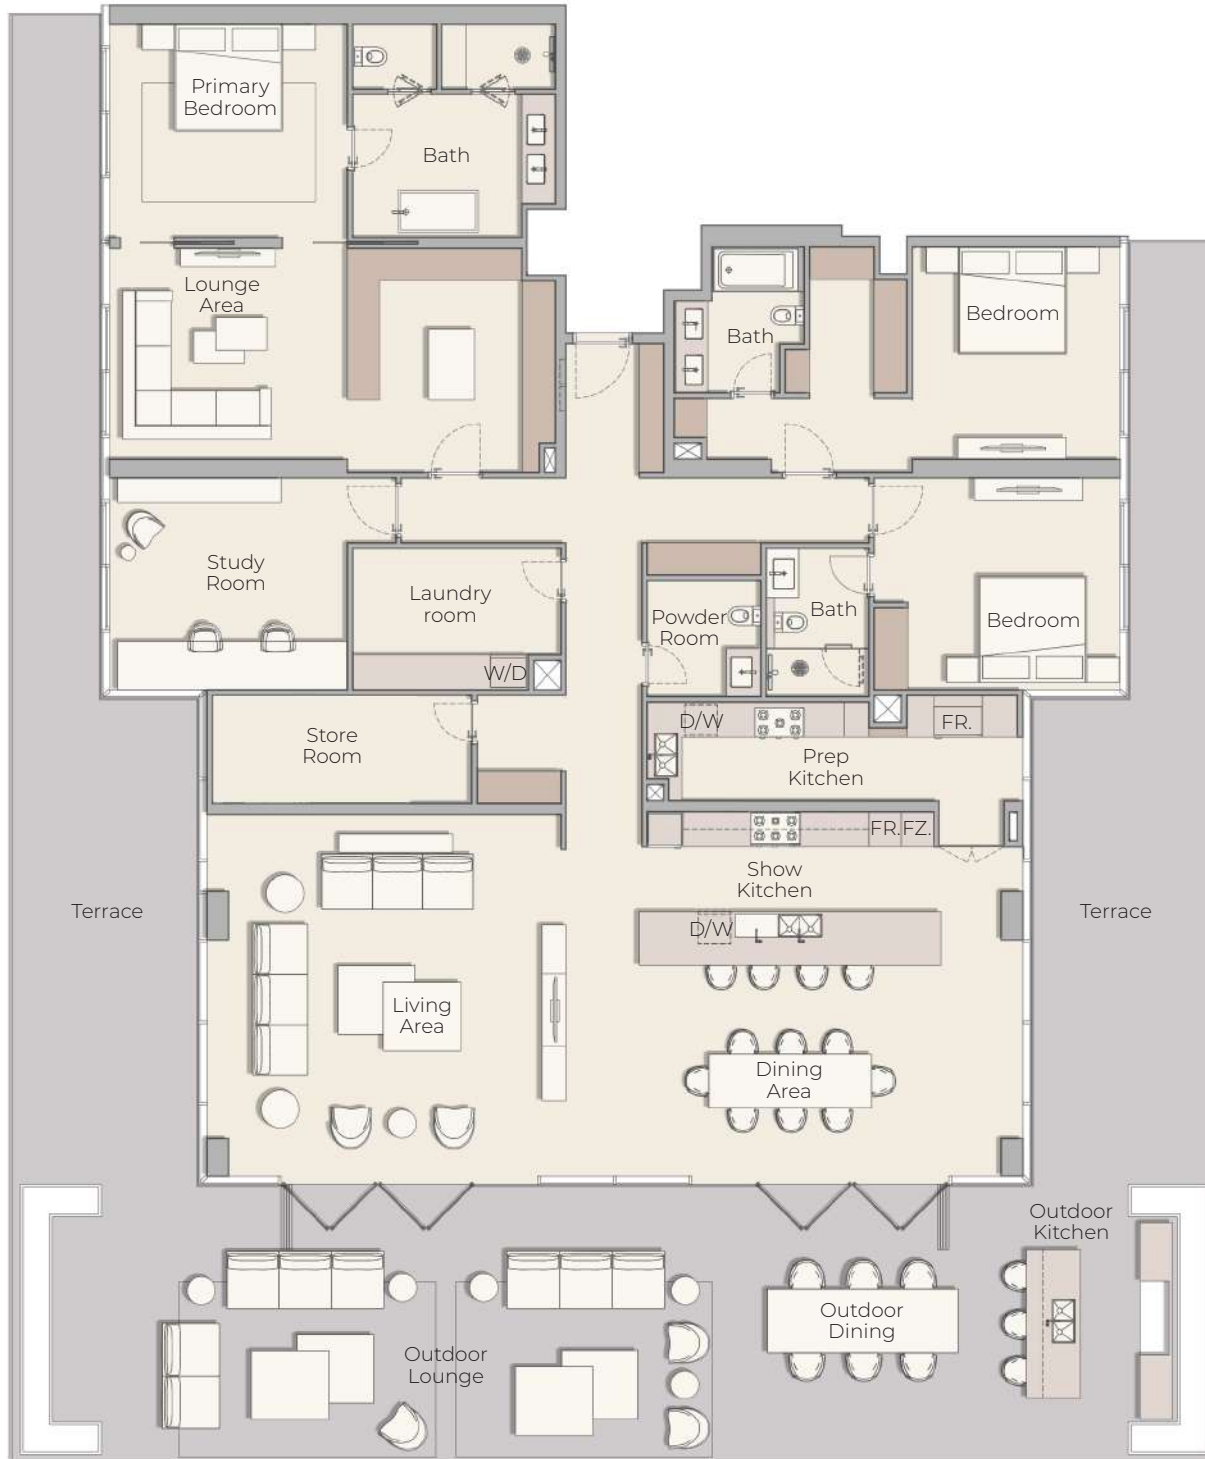 Primary
Bedroom
Bath
Lounge
Area
Bath
Bedroom
Study
Room
Laundry
room
W/D
Powder
Room
Bath
Bedroom
Store
Room
D/W
FR.
Prep
Kitchen
FR.
FZ.
Show
Kitchen
D/W
Terrace
Terrace
Living
Area
Dining
Area
Outdoor
Kitchen
Outdoor
Dining
Outdoor
Lounge